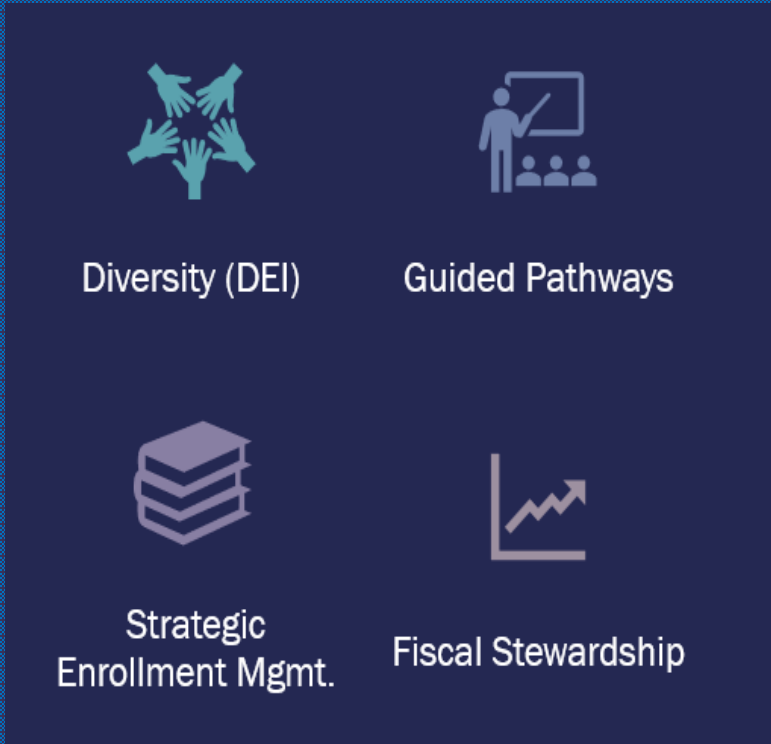 Diversity (DEI)
Guided Pathways
Strategic
Enrollment Mgmt.
Fiscal Stewardship